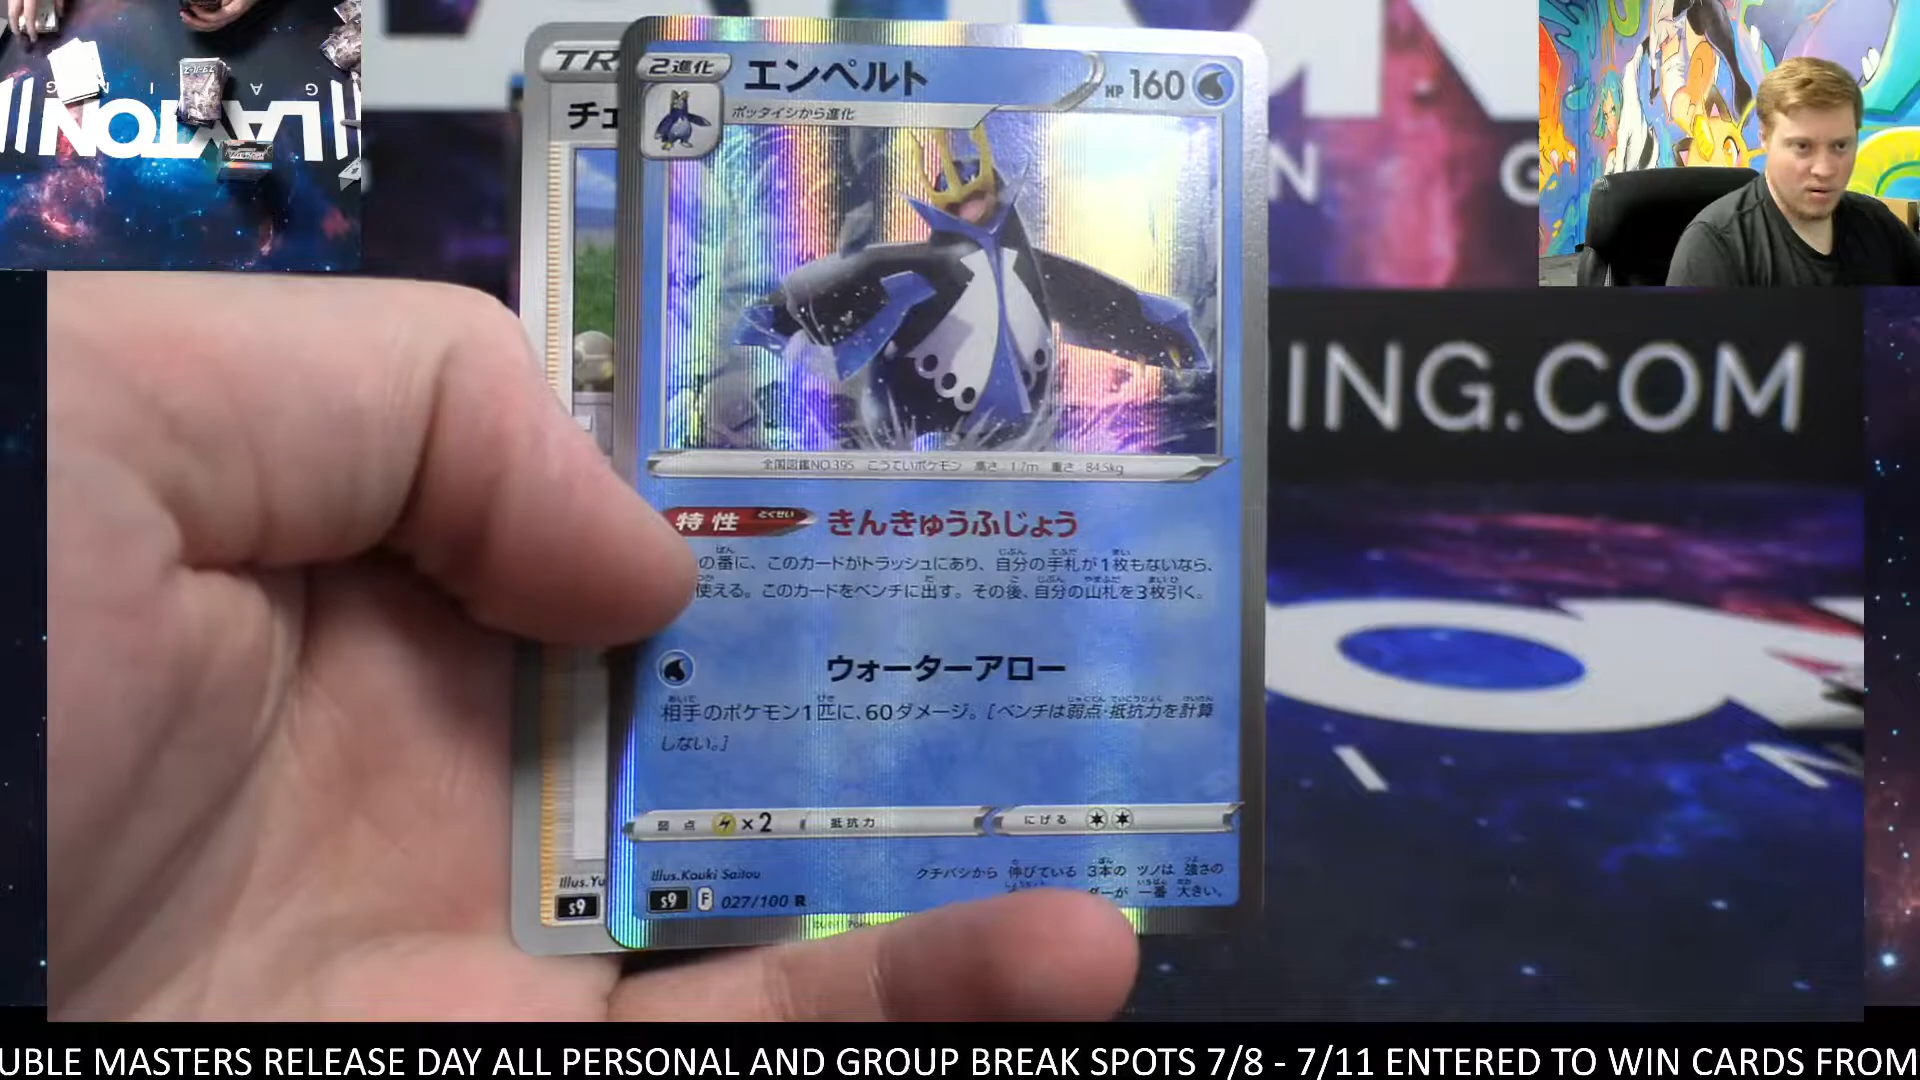 TR
チェ
2進化
エンペルト
HP 160
ポッタイシから進化
全国図鑑NO.395 こうていポケモン 高さ:1.7m 重さ:84.5kg
特性 とくせい きんきゅうふじょう
の番に、このカードがトラッシュにあり、自分の手札が1枚もないなら、
使える。このカードをベンチに出す。その後、自分の山札を3枚引く。
ウォーターアロー
相手のポケモン1匹に、60ダメージ。[ベンチは弱点・抵抗力を計算
しない。]
弱点 ×2 抵抗力 にげる
Illus.Kouki Saitou
クチバシから 伸びている 3本の ツノは 強さの
ダーが 一番 大きい。
Illus.Yu
S9
S9 F 027/100 R
LAXTON
GAMING
N G
ING.COM
I N
UBLE MASTERS RELEASE DAY ALL PERSONAL AND GROUP BREAK SPOTS 7/8 - 7/11 ENTERED TO WIN CARDS FROM